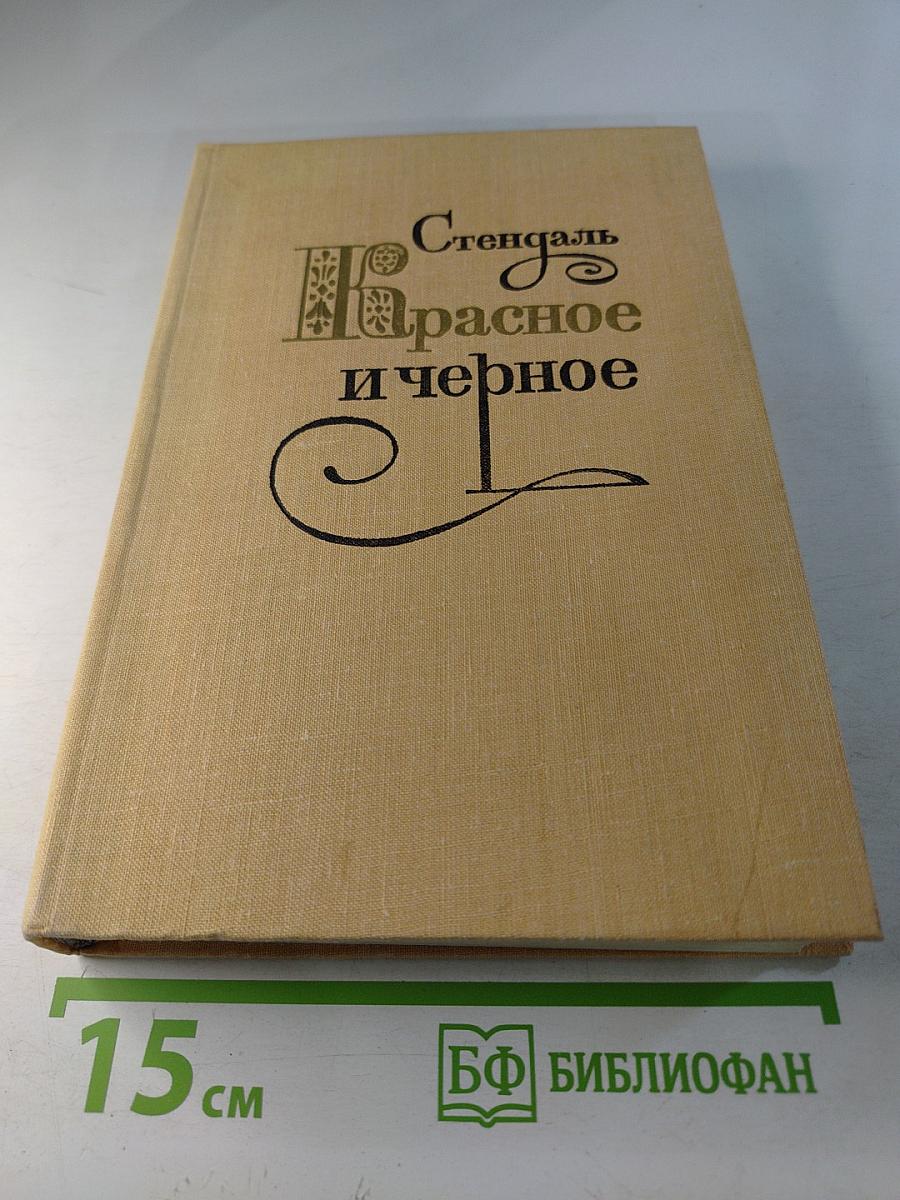 Стендаль
Красное
и черное
15 см
БФ БИБЛИОФАН